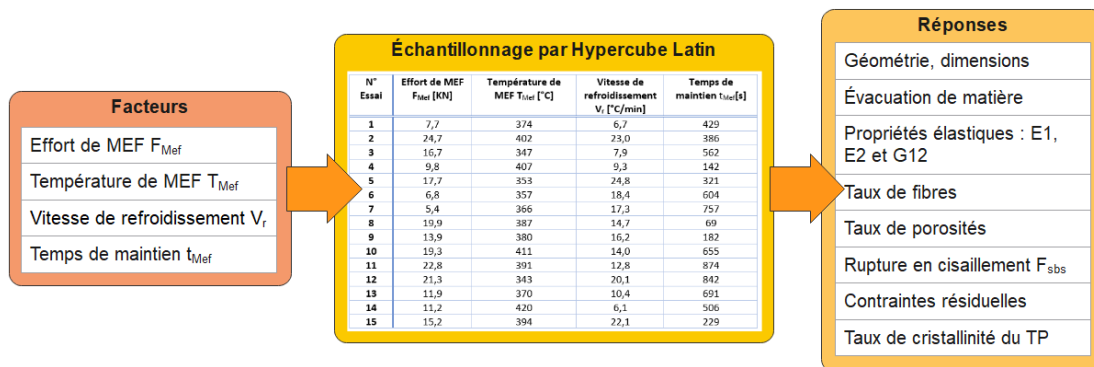 Facteurs
Effort de MEF FMef
Température de MEF TMef
Vitesse de refroidissement Vr
Temps de maintien tMef
Échantillonnage par Hypercube Latin
N° Essai Effort de MEF FMef [KN] Température de MEF TMef [°C] Vitesse de refroidissement Vr [°C/min] Temps de maintien tMef[s]
1 7,7 374 6,7 429
2 24,7 402 23,0 386
3 16,7 347 7,9 562
4 9,8 407 9,3 142
5 17,7 353 24,8 321
6 6,8 357 18,4 604
7 5,4 366 17,3 757
8 19,9 387 14,7 69
9 13,9 380 16,2 182
10 19,3 411 14,0 655
11 22,8 391 12,8 874
12 21,3 343 20,1 842
13 11,9 370 10,4 691
14 11,2 420 6,1 506
15 15,2 394 22,1 229
Réponses
Géométrie, dimensions
Évacuation de matière
Propriétés élastiques : E1,
E2 et G12
Taux de fibres
Taux de porosités
Rupture en cisaillement Fsbs
Contraintes résiduelles
Taux de cristallinité du TP